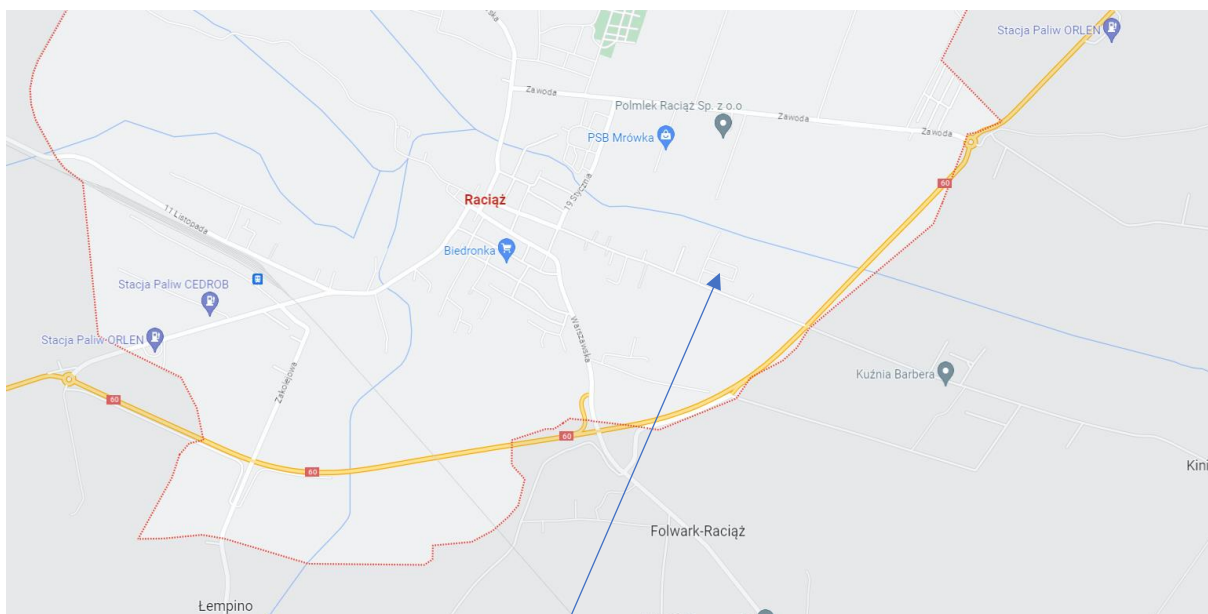 Stacja Paliw ORLEN
Zawoda
Polmlek Raciąż Sp. z o.o
Zawoda
Zawoda
PSB Mrówka
60
Raciąż
19 Stycznia
11 Listopada
Biedronka
Stacja Paliw CEDROB
Stacja Paliw ORLEN
Warszawska
Kuźnia Barbera
Zakolejowa
60
60
60
Kini
Folwark-Raciąż
Łempino